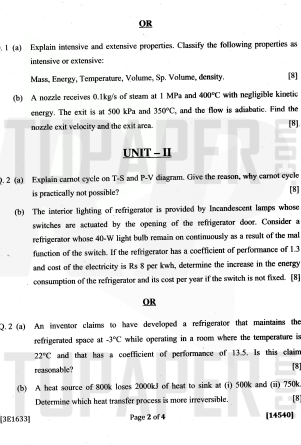 OR
. 1 (a) Explain intensive and extensive properties. Classify the following properties as
intensive or extensive:
Mass, Energy, Temperature, Volume, Sp. Volume, density. [8]
(b) A nozzle receives 0.1kg/s of steam at 1 MPa and 400°C with negligible kinetic
energy. The exit is at 500 kPa and 350°C, and the flow is adiabatic. Find the
nozzle exit velocity and the exit area. [8]
UNIT – II
Q. 2 (a) Explain carnot cycle on T-S and P-V diagram. Give the reason, why carnot cycle
is practically not possible? [8]
(b) The interior lighting of refrigerator is provided by Incandescent lamps whose
switches are actuated by the opening of the refrigerator door. Consider a
refrigerator whose 40-W light bulb remain on continuously as a result of the mal
function of the switch. If the refrigerator has a coefficient of performance of 1.3
and cost of the electricity is Rs 8 per kwh, determine the increase in the energy
consumption of the refrigerator and its cost per year if the switch is not fixed. [8]
OR
Q. 2 (a) An inventor claims to have developed a refrigerator that maintains the
refrigerated space at -3°C while operating in a room where the temperature is
22°C and that has a coefficient of performance of 13.5. Is this claim
reasonable? [8]
(b) A heat source of 800k loses 2000kJ of heat to sink at (i) 500k and (ii) 750k.
Determine which heat transfer process is more irreversible. [8]
[3E1633] Page 2 of 4 [14540]